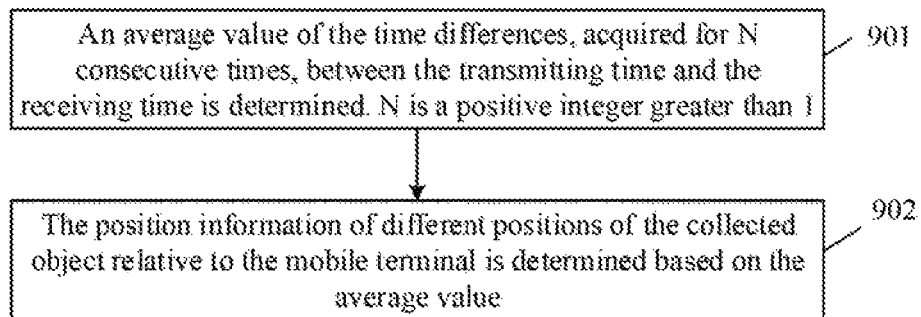 An average value of the time differences, acquired for N
consecutive times, between the transmitting time and the
receiving time is determined. N is a positive integer greater than 1
901
The position information of different positions of the collected
object relative to the mobile terminal is determined based on the
average value
902